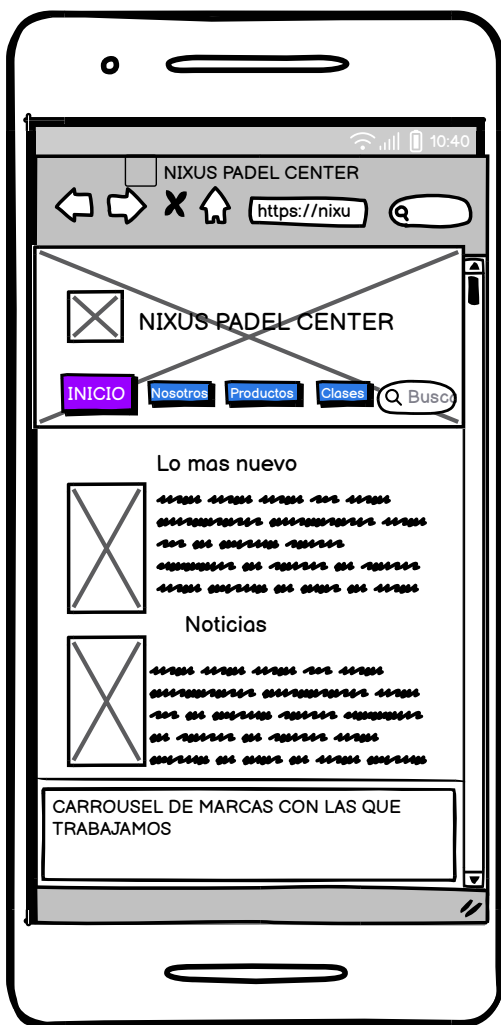 10:40
NIXUS PADEL CENTER
https://nixu
NIXUS PADEL CENTER
INICIO
Nosotros
Productos
Clases
Busca
Lo mas nuevo
Noticias
CARROUSEL DE MARCAS CON LAS QUE
TRABAJAMOS